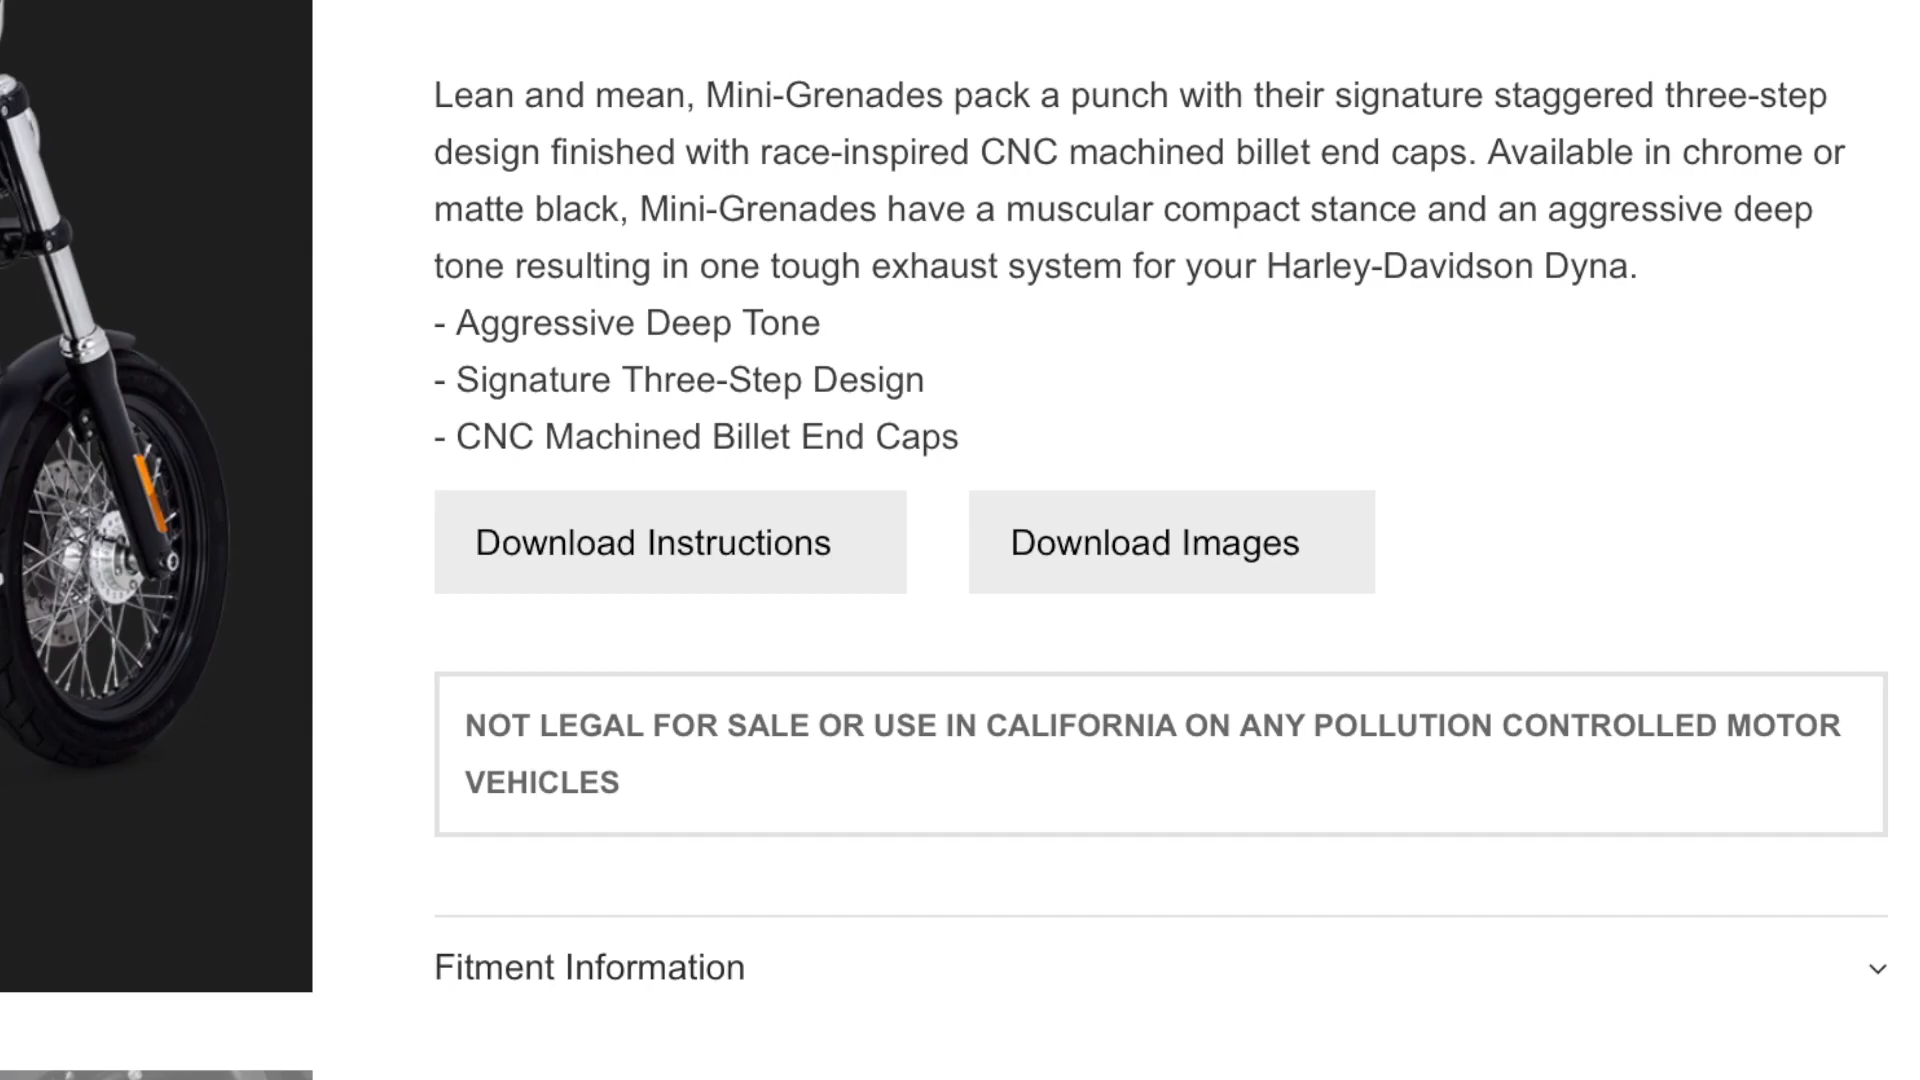 Lean and mean, Mini-Grenades pack a punch with their signature staggered three-step
design finished with race-inspired CNC machined billet end caps. Available in chrome or
matte black, Mini-Grenades have a muscular compact stance and an aggressive deep
tone resulting in one tough exhaust system for your Harley-Davidson Dyna.
- Aggressive Deep Tone
- Signature Three-Step Design
- CNC Machined Billet End Caps
Download Instructions
Download Images
NOT LEGAL FOR SALE OR USE IN CALIFORNIA ON ANY POLLUTION CONTROLLED MOTOR
VEHICLES
Fitment Information